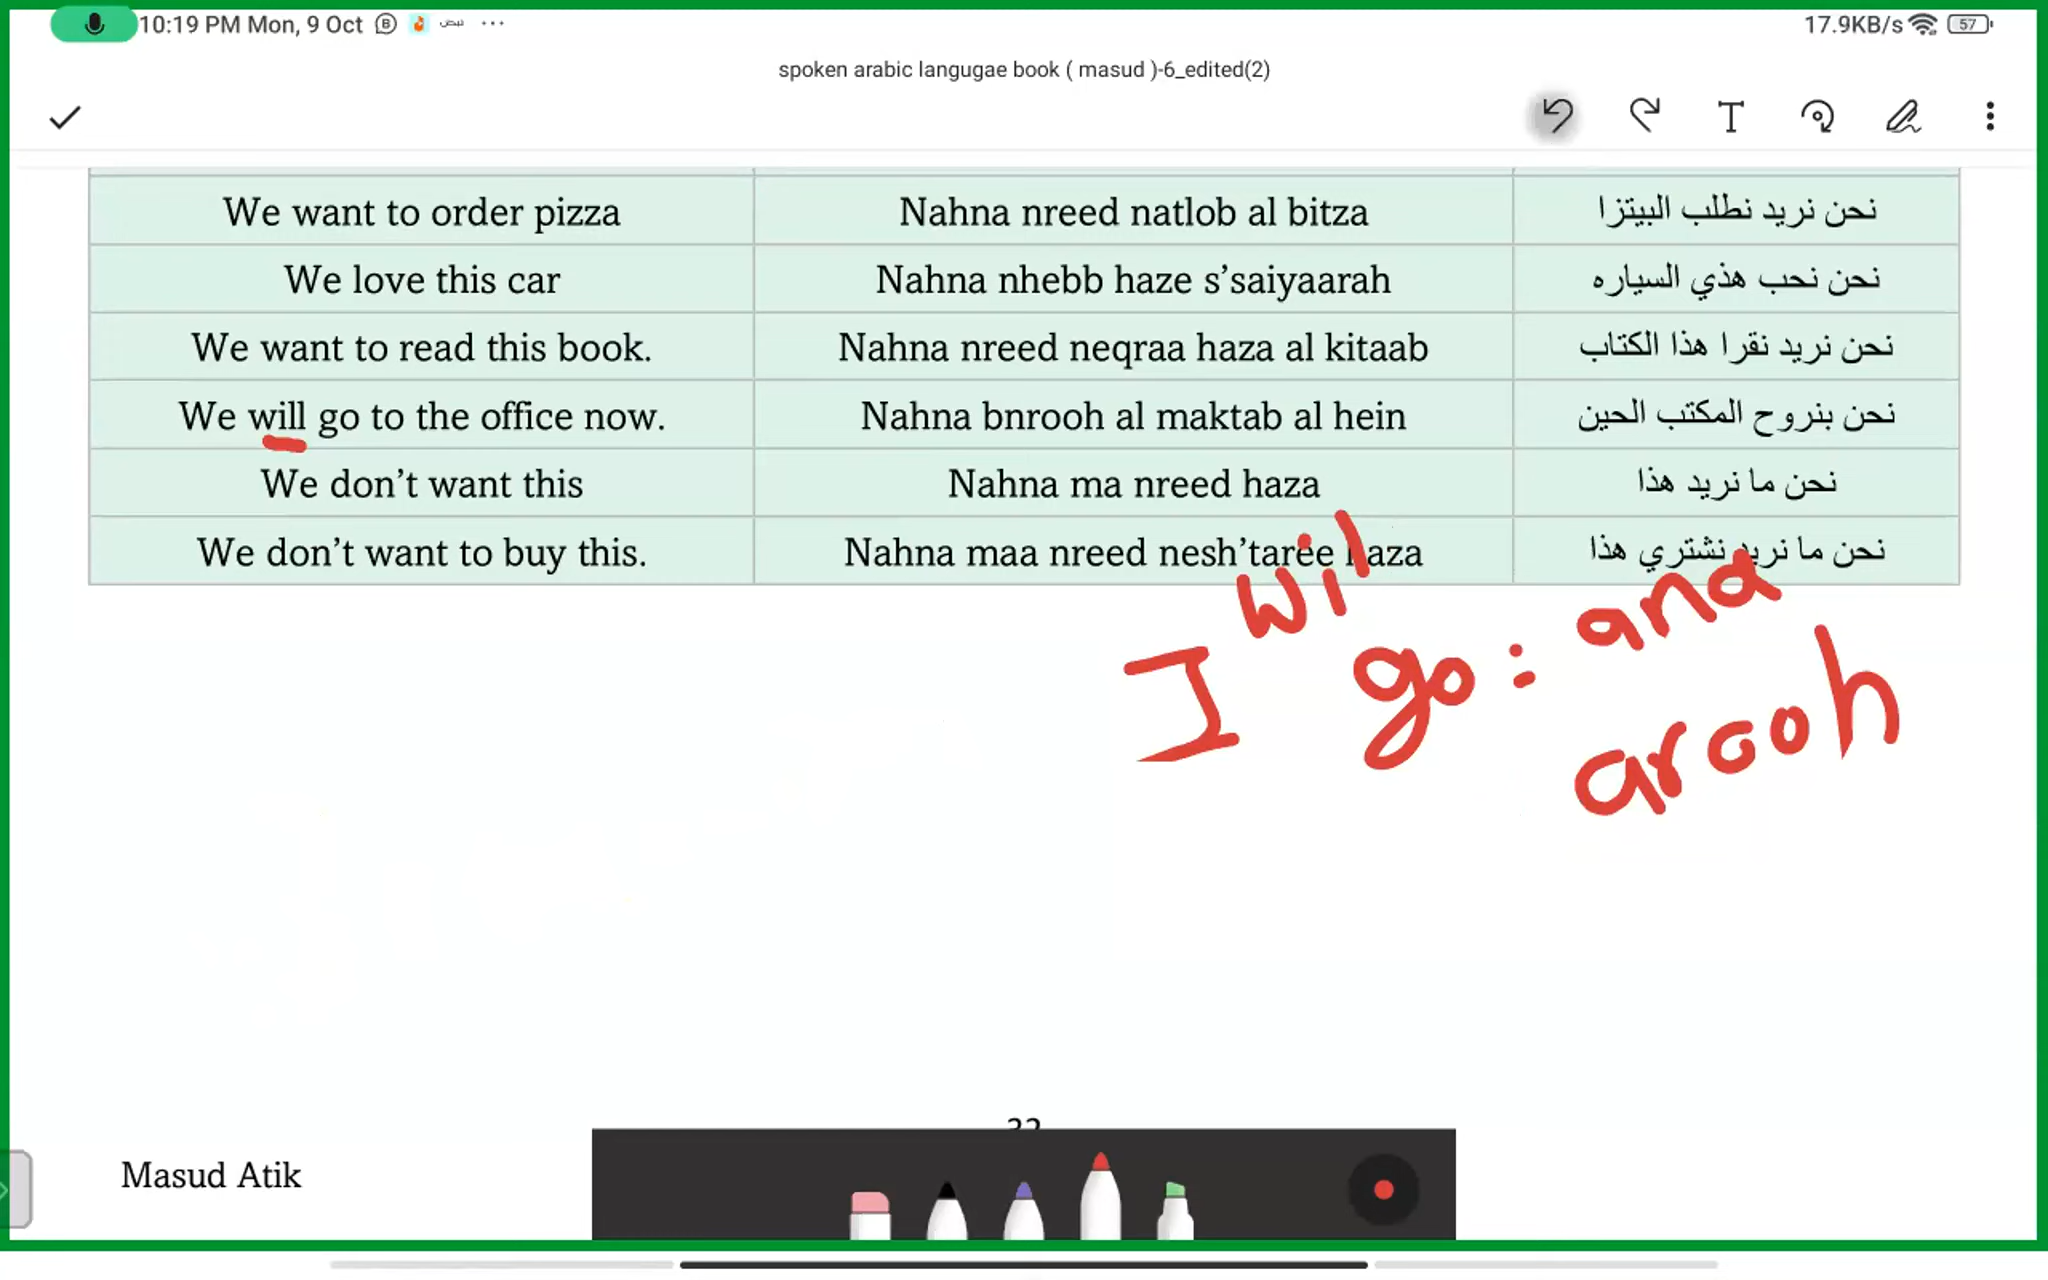 10:19 PM Mon, 9 Oct نبض ...
17.9KB/s 57
spoken arabic langugae book ( masud )-6_edited(2)
We want to order pizza Nahna nreed natlob al bitza نحن نريد نطلب البيتزا
We love this car Nahna nhebb haze s’saiyaarah نحن نحب هذي السياره
We want to read this book. Nahna nreed neqraa haza al kitaab نحن نريد نقرا هذا الكتاب
We will go to the office now. Nahna bnrooh al maktab al hein نحن بنروح المكتب الحين
We don’t want this Nahna ma nreed haza نحن ما نريد هذا
We don’t want to buy this. Nahna maa nreed nesh’taree haza نحن ما نريد نشتري هذا
I wil go : ana
arooh
32
Masud Atik